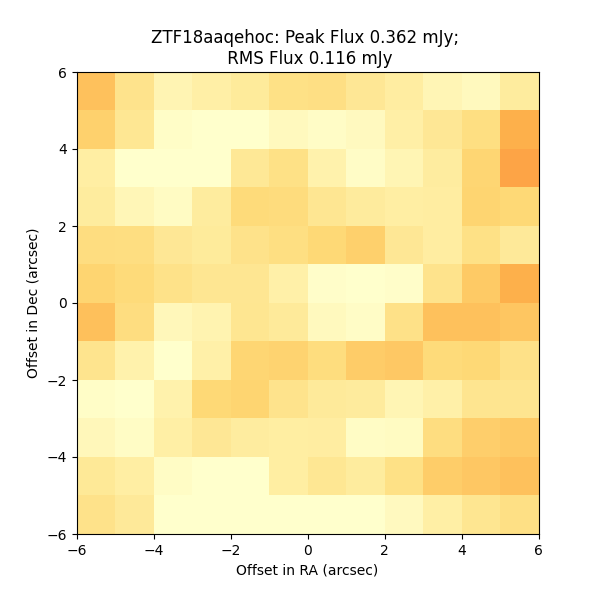 ZTF18aaqehoc: Peak Flux 0.362 mJy;
RMS Flux 0.116 mJy
6
4
2
0
−2
−4
−6
Offset in Dec (arcsec)
−6 −4 −2 0 2 4 6
Offset in RA (arcsec)